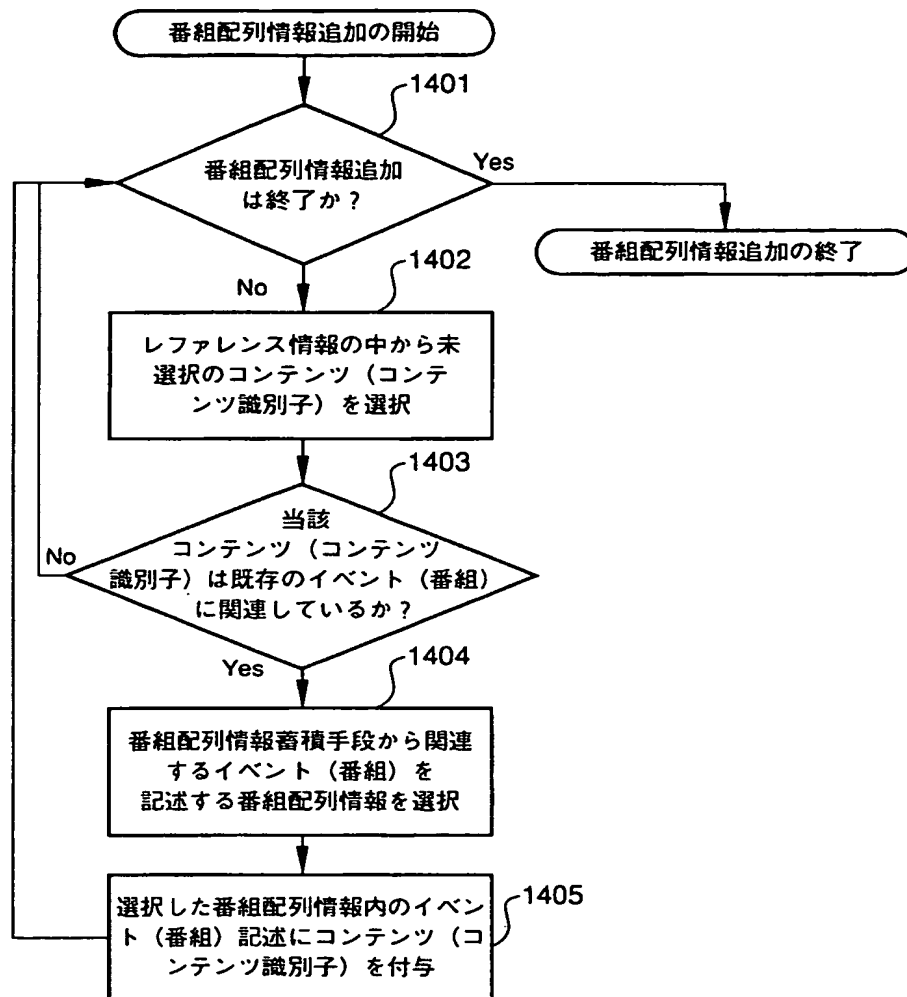 番組配列情報追加の開始
1401
番組配列情報追加
は終了か？
Yes
番組配列情報追加の終了
No
1402
レファレンス情報の中から未
選択のコンテンツ（コンテ
ンツ識別子）を選択
1403
当該
コンテンツ（コンテンツ
識別子）は既存のイベント（番組）
に関連しているか？
No
Yes
1404
番組配列情報蓄積手段から関連
するイベント（番組）を
記述する番組配列情報を選択
1405
選択した番組配列情報内のイベン
ト（番組）記述にコンテンツ（コ
ンテンツ識別子）を付与